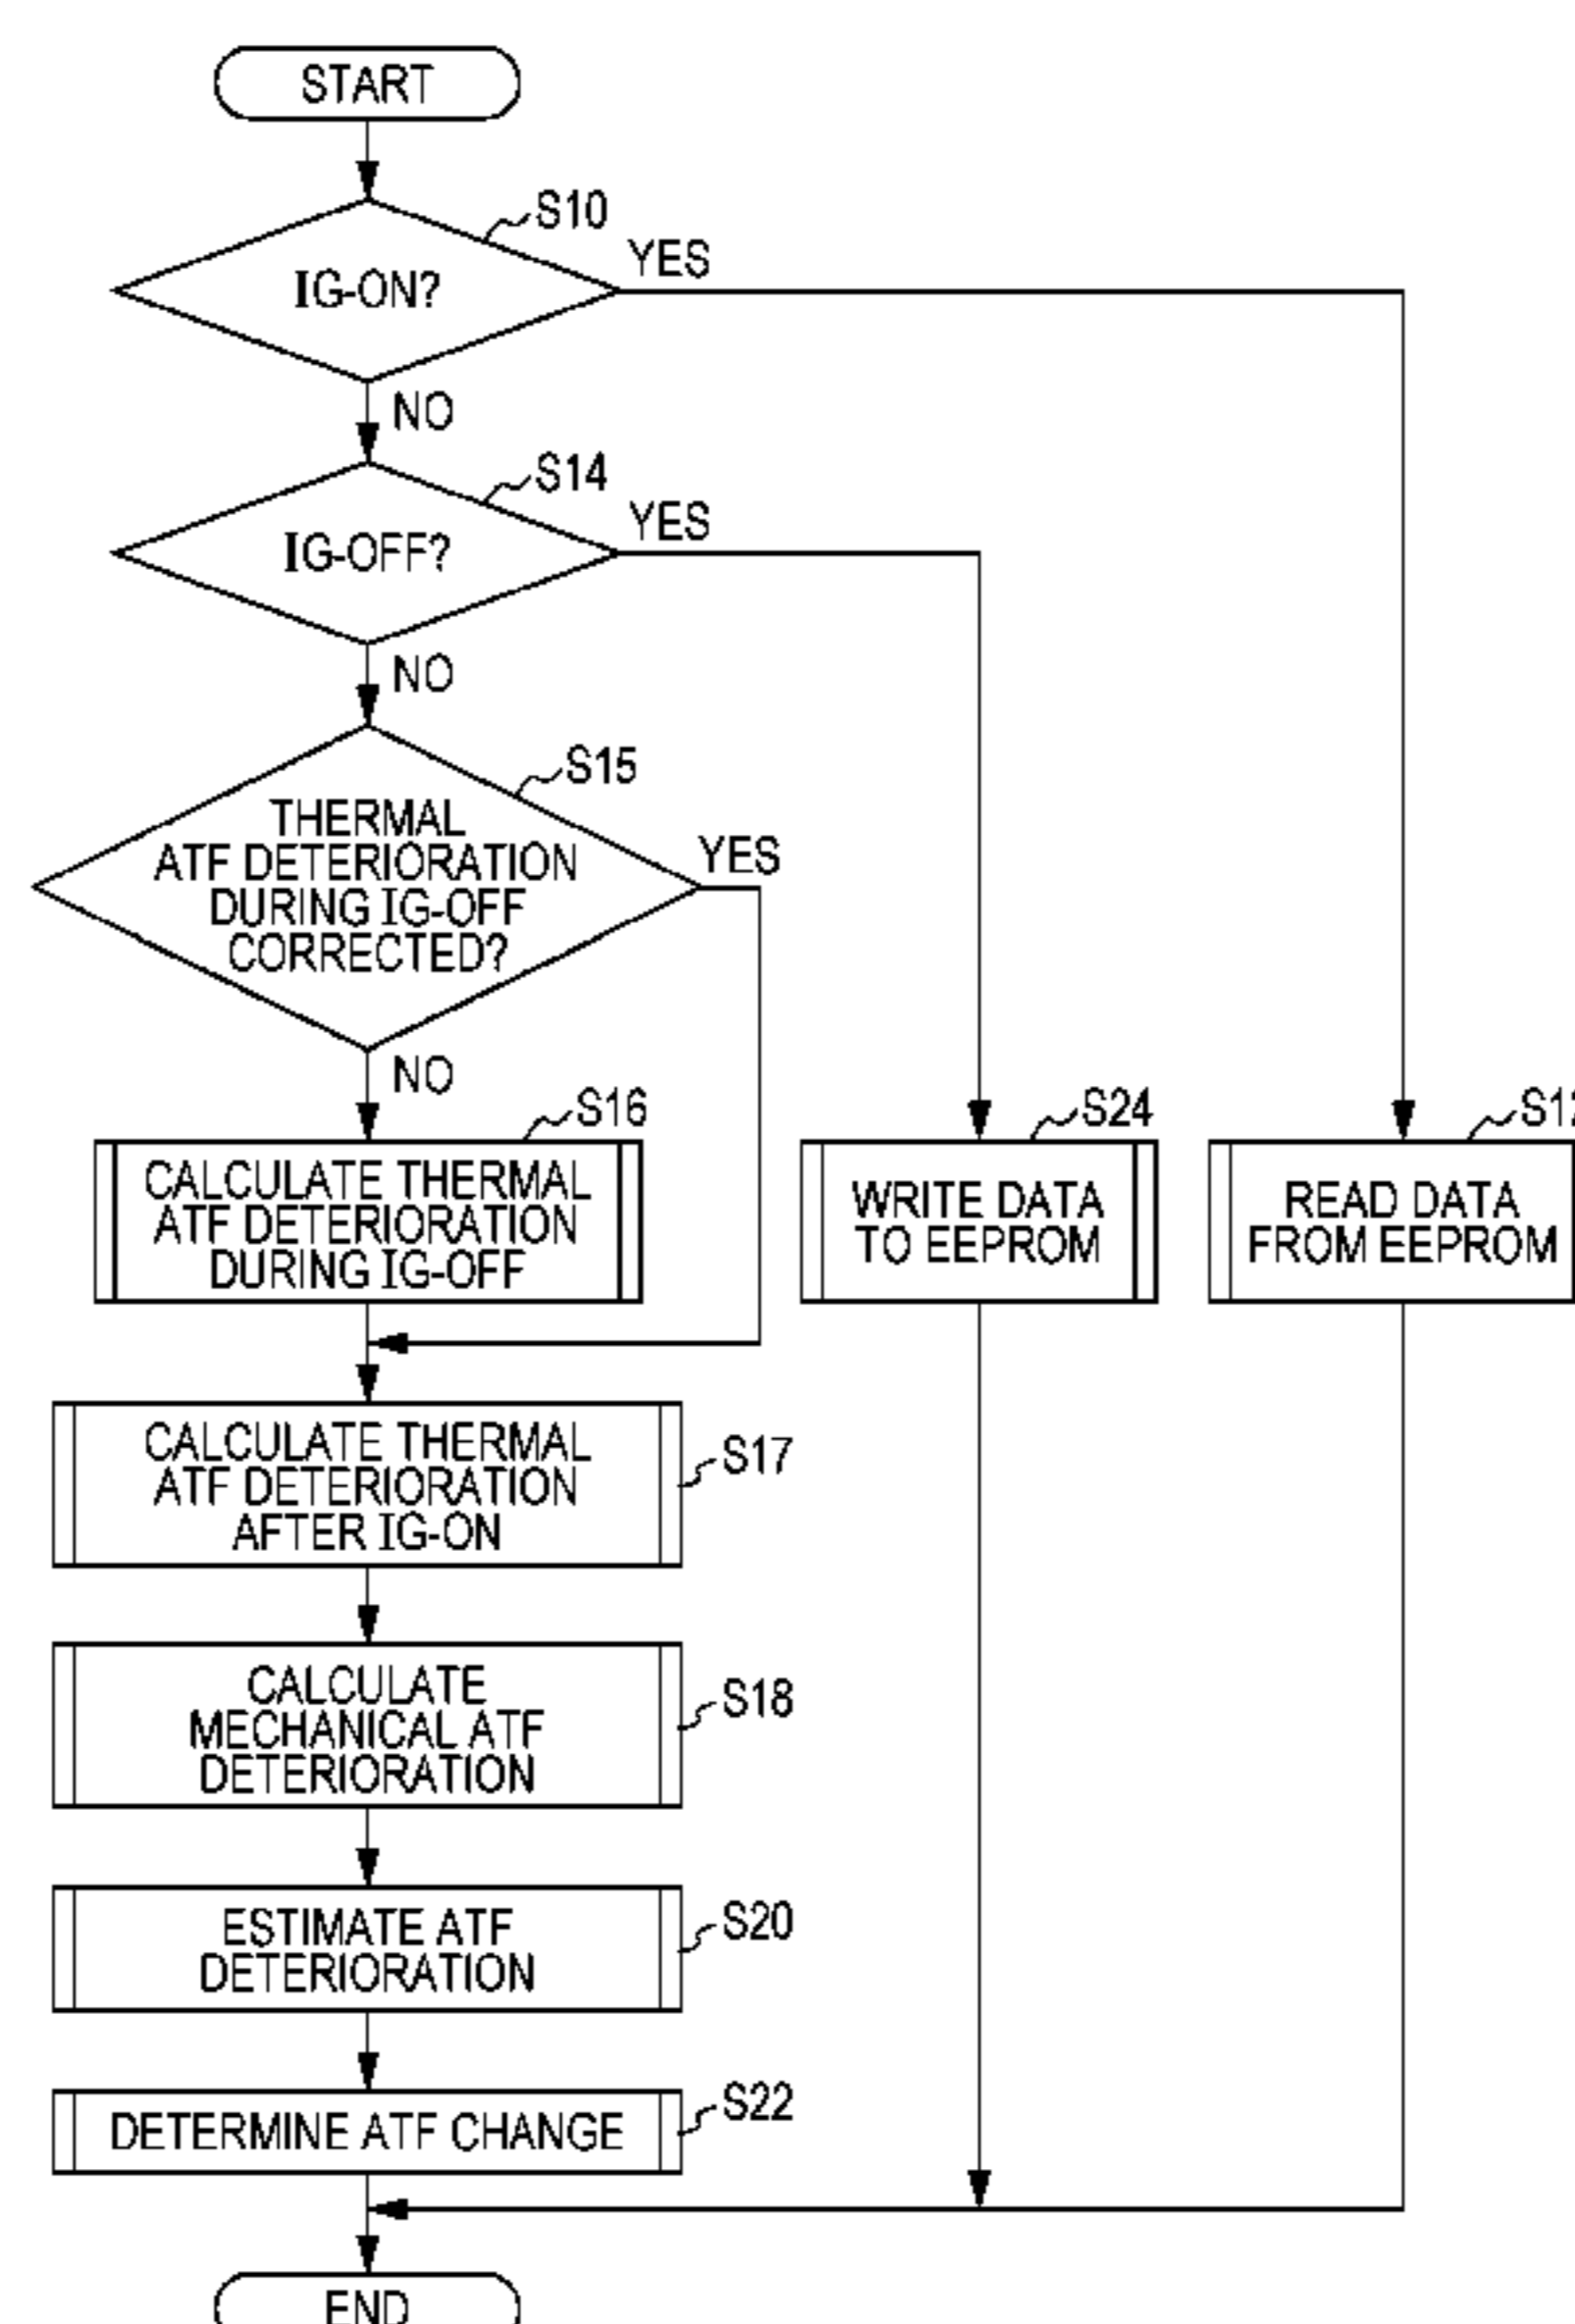 START
S10
IG-ON?
YES
NO
S14
IG-OFF?
YES
NO
S15
THERMAL
ATF DETERIORATION
DURING IG-OFF
CORRECTED?
YES
NO
S16
CALCULATE THERMAL
ATF DETERIORATION
DURING IG-OFF
S24
WRITE DATA
TO EEPROM
S12
READ DATA
FROM EEPROM
CALCULATE THERMAL
ATF DETERIORATION
AFTER IG-ON
S17
CALCULATE
MECHANICAL ATF
DETERIORATION
S18
ESTIMATE ATF
DETERIORATION
S20
DETERMINE ATF CHANGE
S22
END